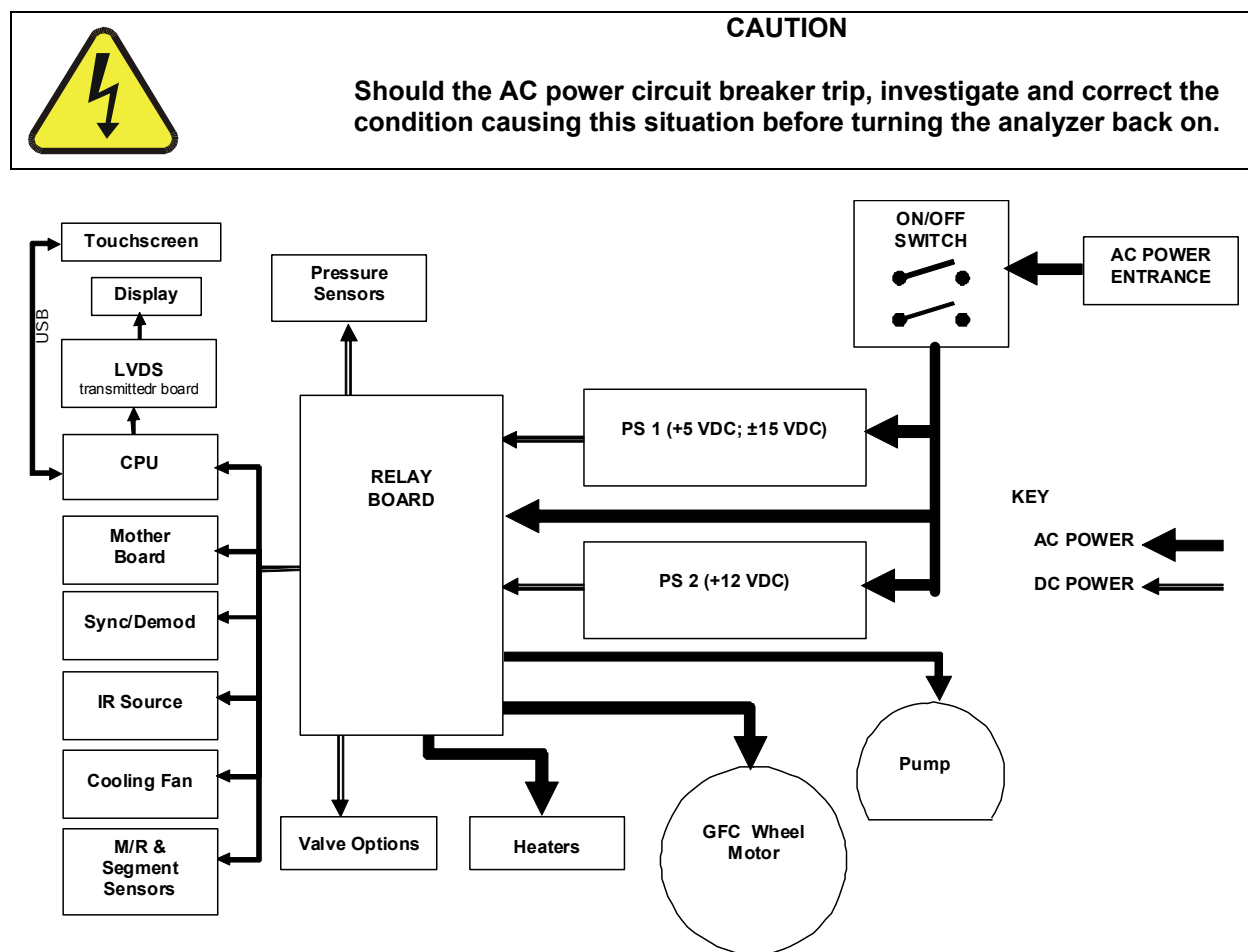 CAUTION
Should the AC power circuit breaker trip, investigate and correct the
condition causing this situation before turning the analyzer back on.
Touchscreen
Display
USB
LVDS
transmittedr board
CPU
Mother
Board
Sync/Demod
IR Source
Cooling Fan
M/R &
Segment
Sensors
Pressure
Sensors
RELAY
BOARD
Valve Options
Heaters
ON/OFF
SWITCH
AC POWER
ENTRANCE
PS 1 (+5 VDC; ±15 VDC)
PS 2 (+12 VDC)
KEY
AC POWER
DC POWER
GFC Wheel
Motor
Pump